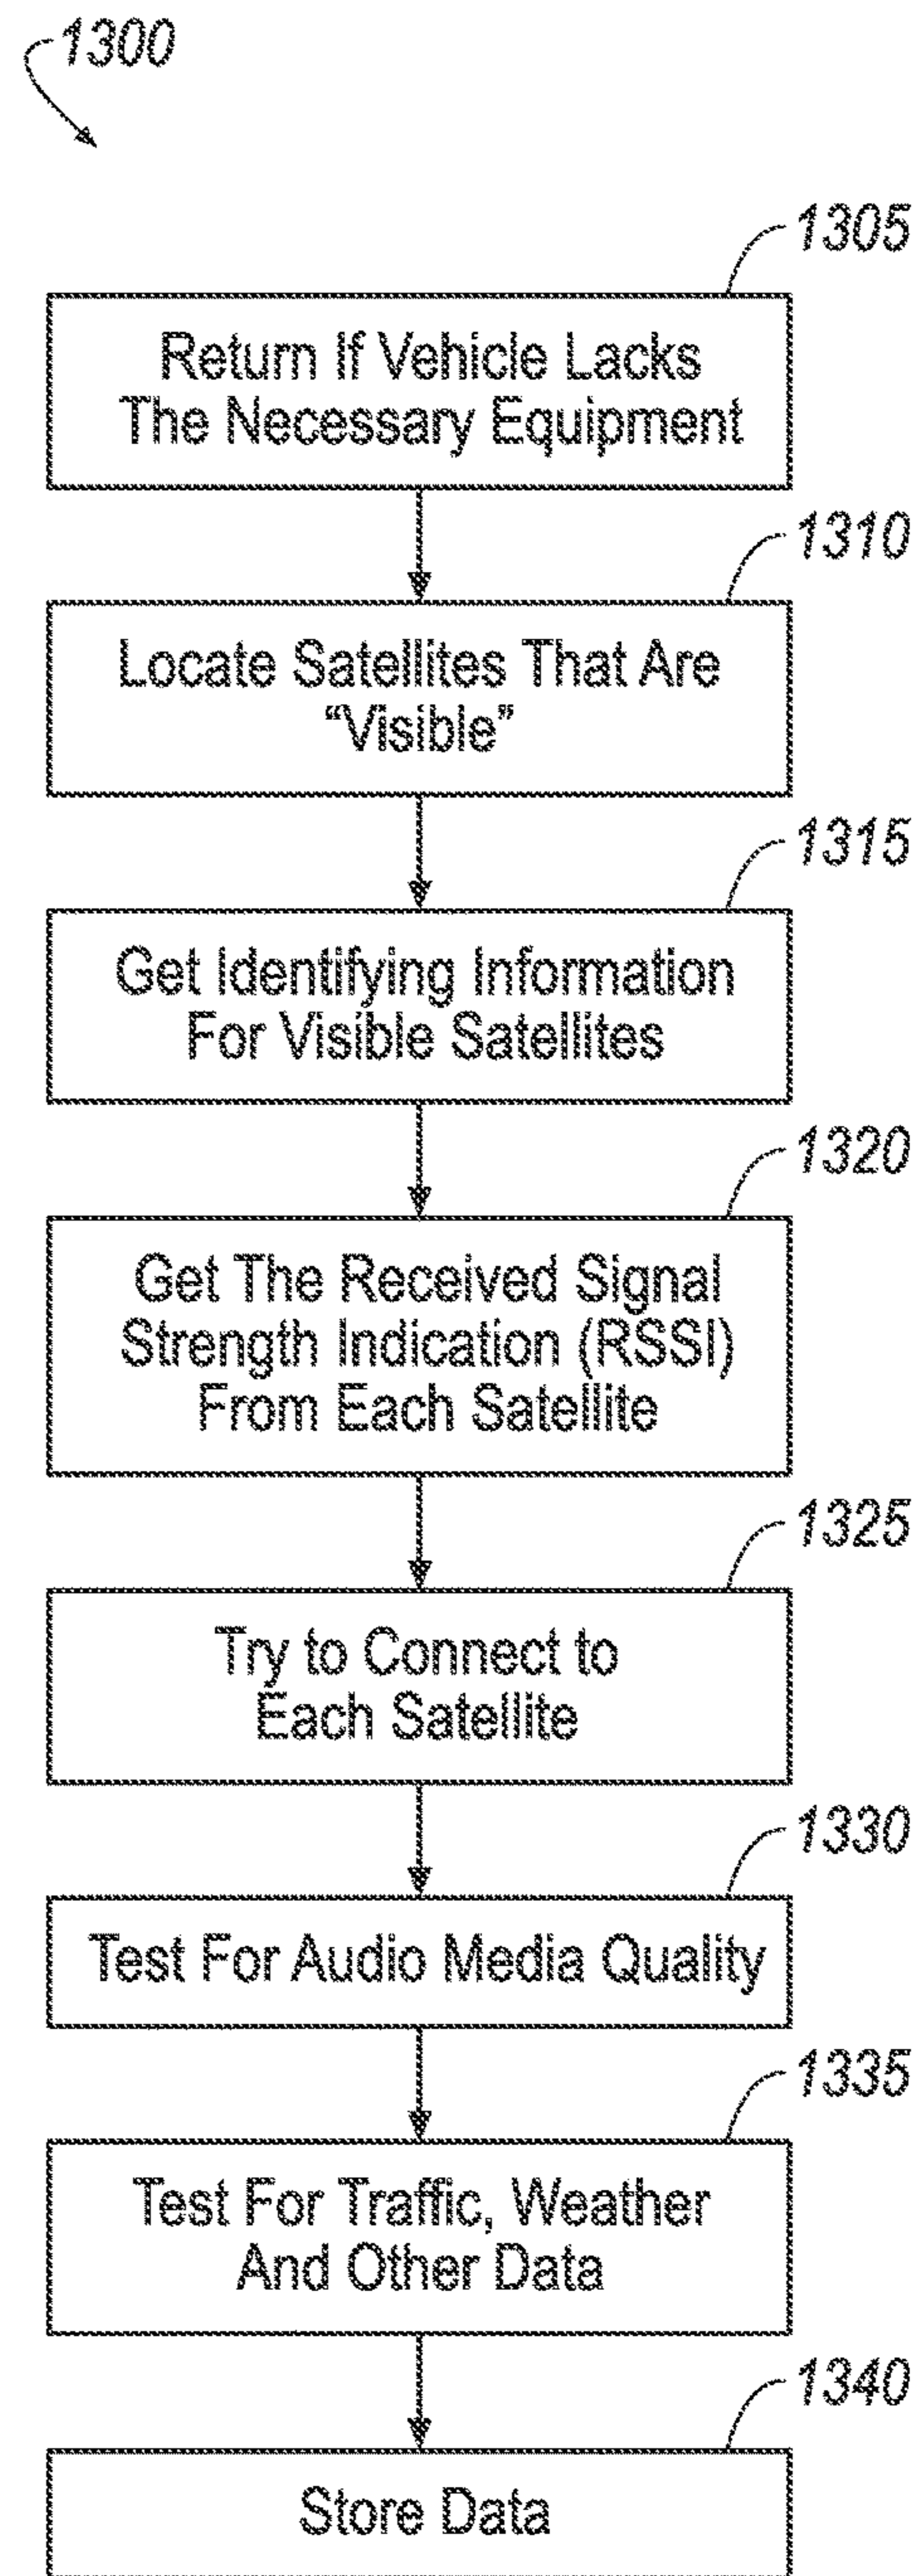 1300
1305
Return If Vehicle Lacks
The Necessary Equipment
1310
Locate Satellites That Are
“Visible”
1315
Get Identifying Information
For Visible Satellites
1320
Get The Received Signal
Strength Indication (RSSI)
From Each Satellite
1325
Try to Connect to
Each Satellite
1330
Test For Audio Media Quality
1335
Test For Traffic, Weather
And Other Data
1340
Store Data